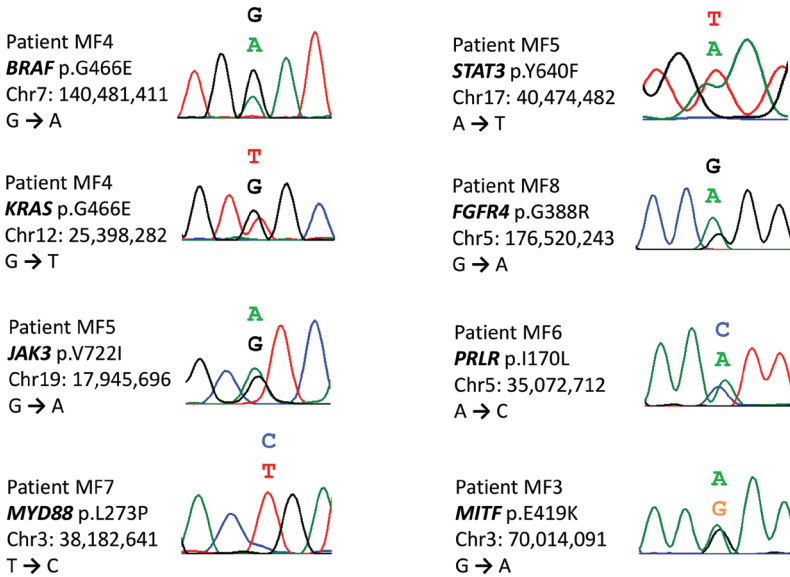 Patient MF4
BRAF p.G466E
Chr7: 140,481,411
G → A
G
A
Patient MF4
KRAS p.G466E
Chr12: 25,398,282
G → T
T
G
Patient MF5
JAK3 p.V722I
Chr19: 17,945,696
G → A
A
G
Patient MF7
MYD88 p.L273P
Chr3: 38,182,641
T → C
C
T
Patient MF5
STAT3 p.Y640F
Chr17: 40,474,482
A → T
T
A
Patient MF8
FGFR4 p.G388R
Chr5: 176,520,243
G → A
G
A
Patient MF6
PRLR p.I170L
Chr5: 35,072,712
A → C
C
A
Patient MF3
MITF p.E419K
Chr3: 70,014,091
G → A
A
G